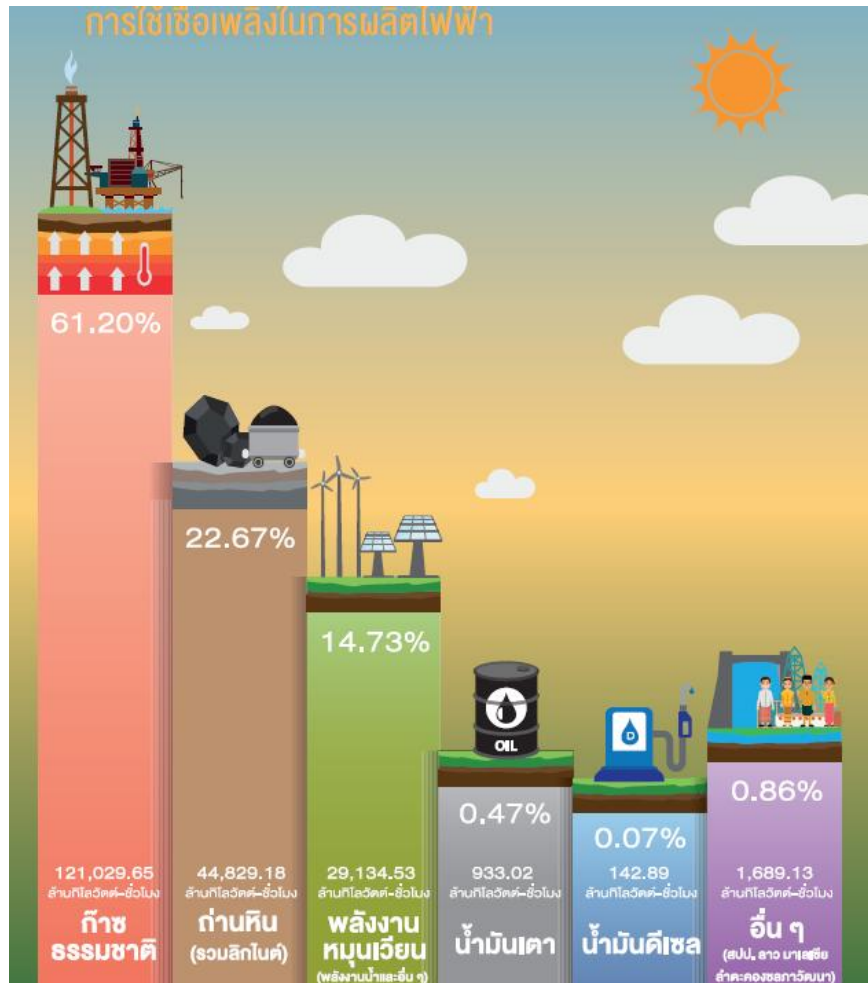 การใช้เชื้อเพลิงในการผลิตไฟฟ้า
61.20%
22.67%
14.73%
0.47%
0.07%
0.86%
OIL
D
121,029.65
ล้านกิโลวัตต์-ชั่วโมง
ก๊าซ
ธรรมชาติ
44,829.18
ล้านกิโลวัตต์-ชั่วโมง
ถ่านหิน
(รวมลิกไนต์)
29,134.53
ล้านกิโลวัตต์-ชั่วโมง
พลังงาน
หมุนเวียน
(พลังงานน้ำและอื่น ๆ)
933.02
ล้านกิโลวัตต์-ชั่วโมง
น้ำมันเตา
142.89
ล้านกิโลวัตต์-ชั่วโมง
น้ำมันดีเซล
1,689.13
ล้านกิโลวัตต์-ชั่วโมง
อื่น ๆ
(สปป. ลาว มาเลเซีย
ลำตะคองชลภาวัฒนา)